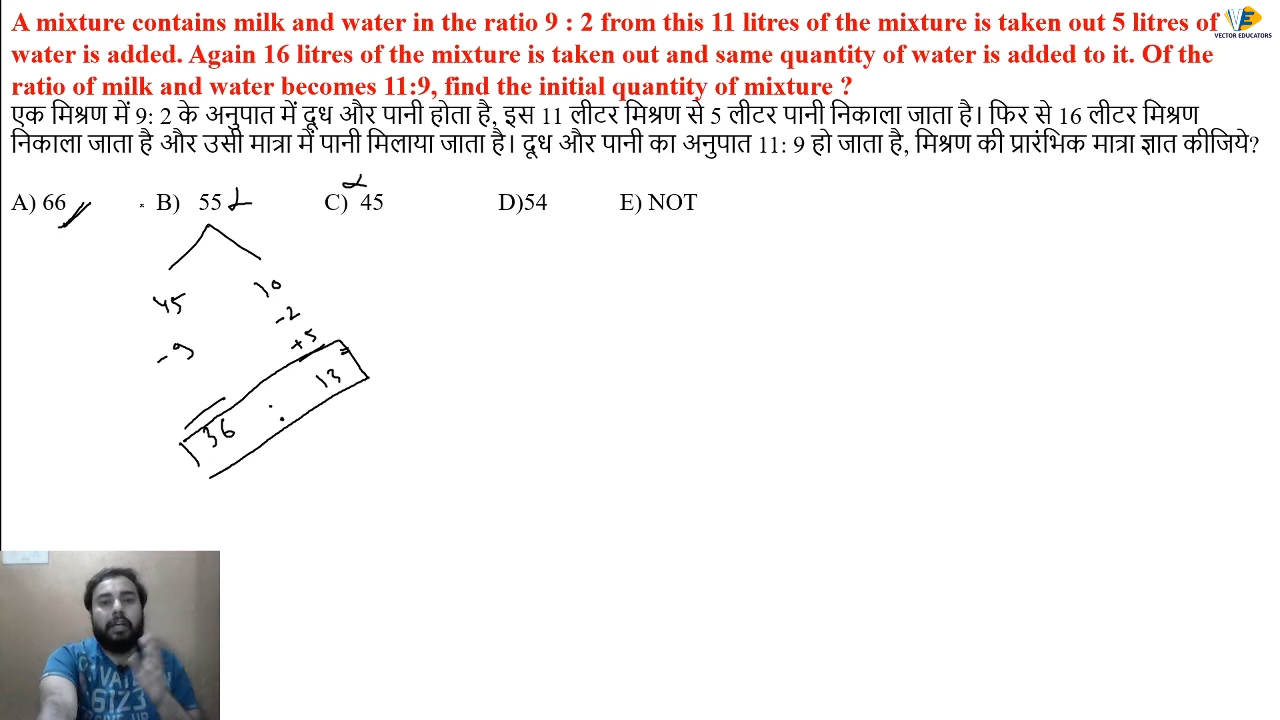 A mixture contains milk and water in the ratio 9 : 2 from this 11 litres of the mixture is taken out 5 litres of
water is added. Again 16 litres of the mixture is taken out and same quantity of water is added to it. Of the
ratio of milk and water becomes 11:9, find the initial quantity of mixture ?
एक मिश्रण में 9: 2 के अनुपात में दूध और पानी होता है, इस 11 लीटर मिश्रण से 5 लीटर पानी निकाला जाता है। फिर से 16 लीटर मिश्रण
निकाला जाता है और उसी मात्रा में पानी मिलाया जाता है। दूध और पानी का अनुपात 11: 9 हो जाता है, मिश्रण की प्रारंभिक मात्रा ज्ञात कीजिये?
VECTOR EDUCATORS
A) 66 B) 55 C) 45 D)54 E) NOT
45 10
-2
-9 +5
36 : 13